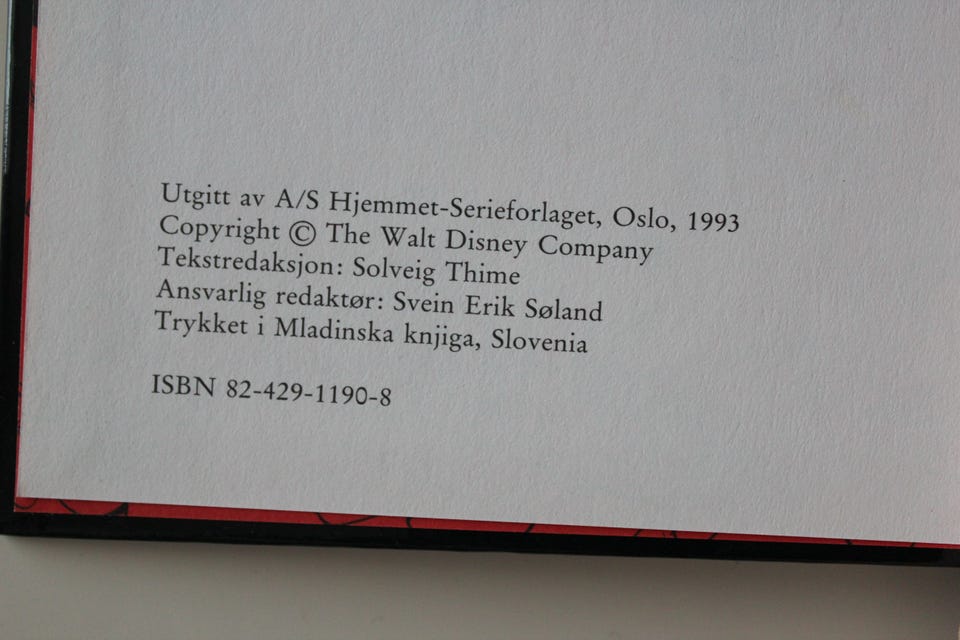 Utgitt av A/S Hjemmet-Serieforlaget, Oslo, 1993
Copyright © The Walt Disney Company
Tekstredaksjon: Solveig Thime
Ansvarlig redaktør: Svein Erik Søland
Trykket i Mladinska knjiga, Slovenia
ISBN 82-429-1190-8